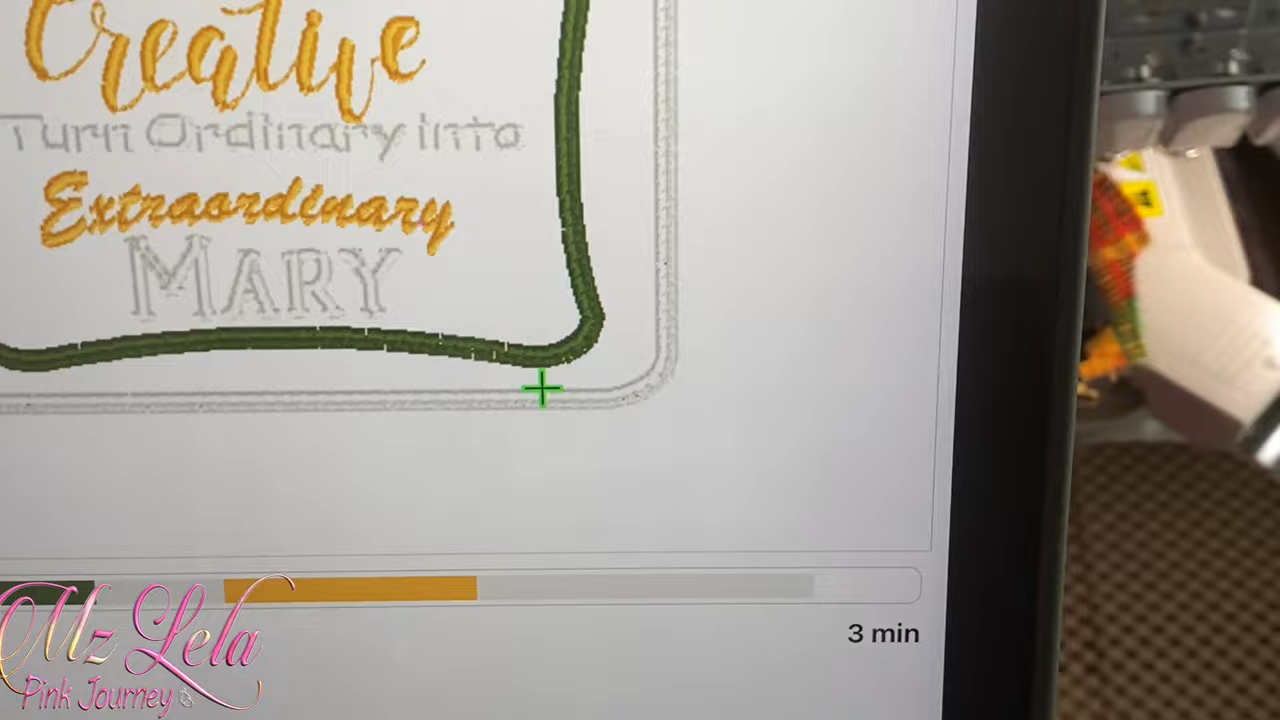 Creative
Turn Ordinary into
Extraordinary
MARY
3 min
Mz Lela
Pink Journey